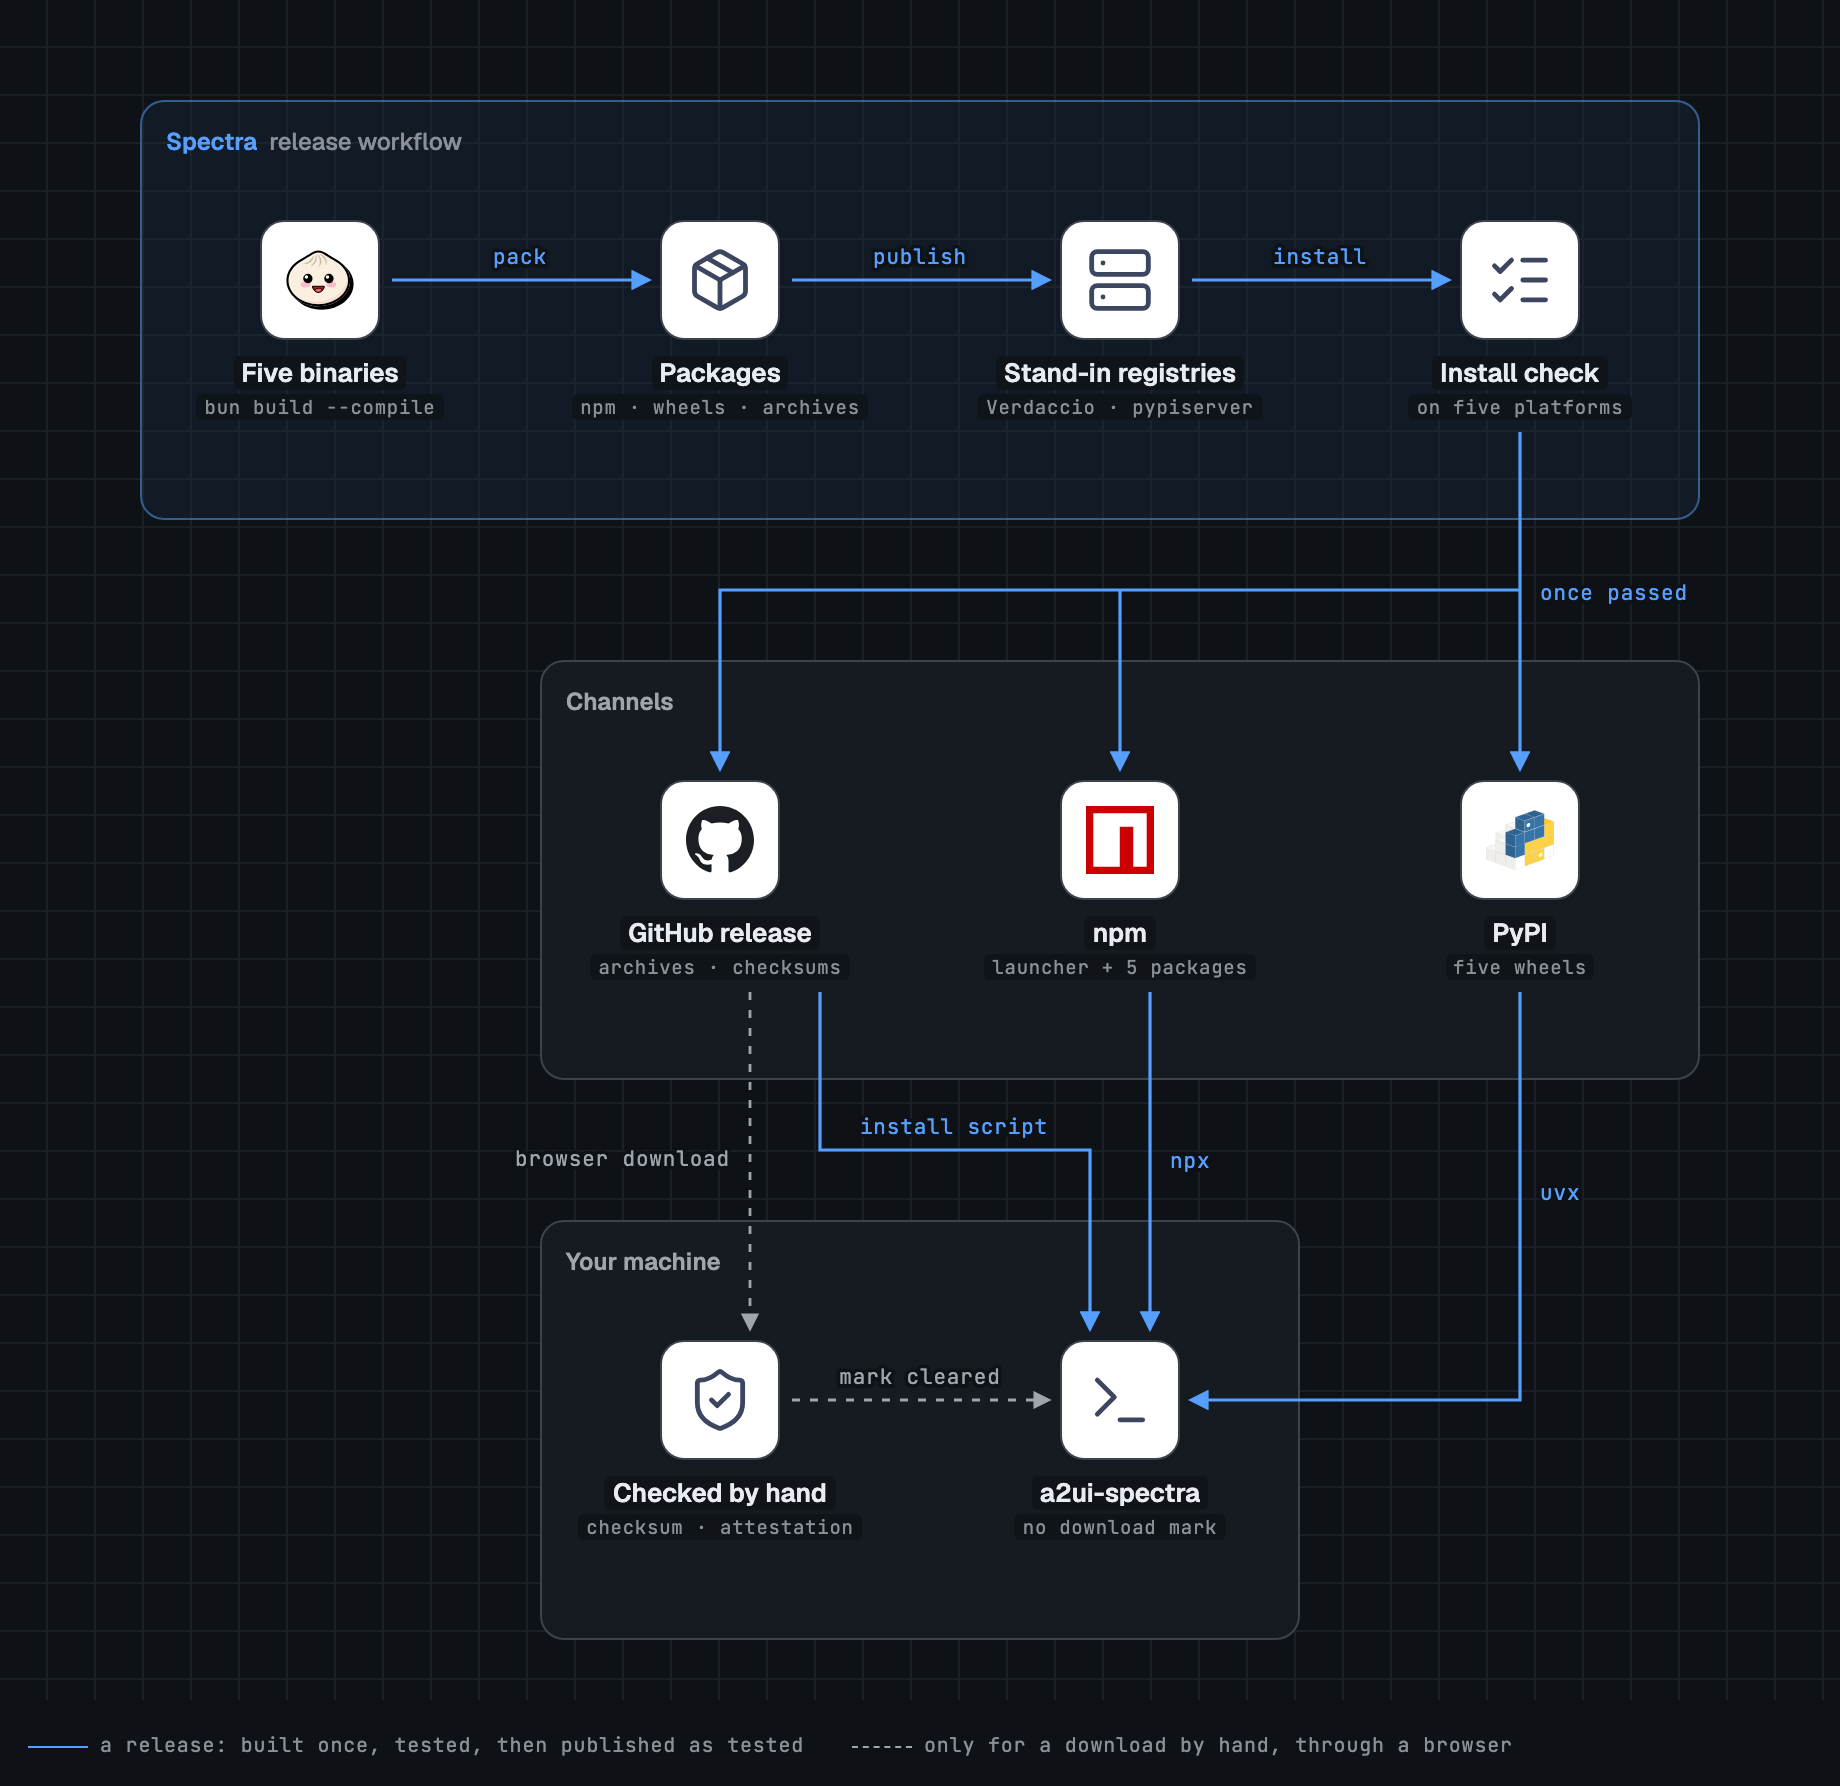 Spectra release workflow
pack
publish
install
Five binaries
bun build --compile
Packages
npm · wheels · archives
Stand-in registries
Verdaccio · pypiserver
Install check
on five platforms
once passed
Channels
GitHub release
archives · checksums
npm
launcher + 5 packages
PyPI
five wheels
install script
browser download
npx
uvx
Your machine
mark cleared
Checked by hand
checksum · attestation
a2ui-spectra
no download mark
a release: built once, tested, then published as tested
only for a download by hand, through a browser